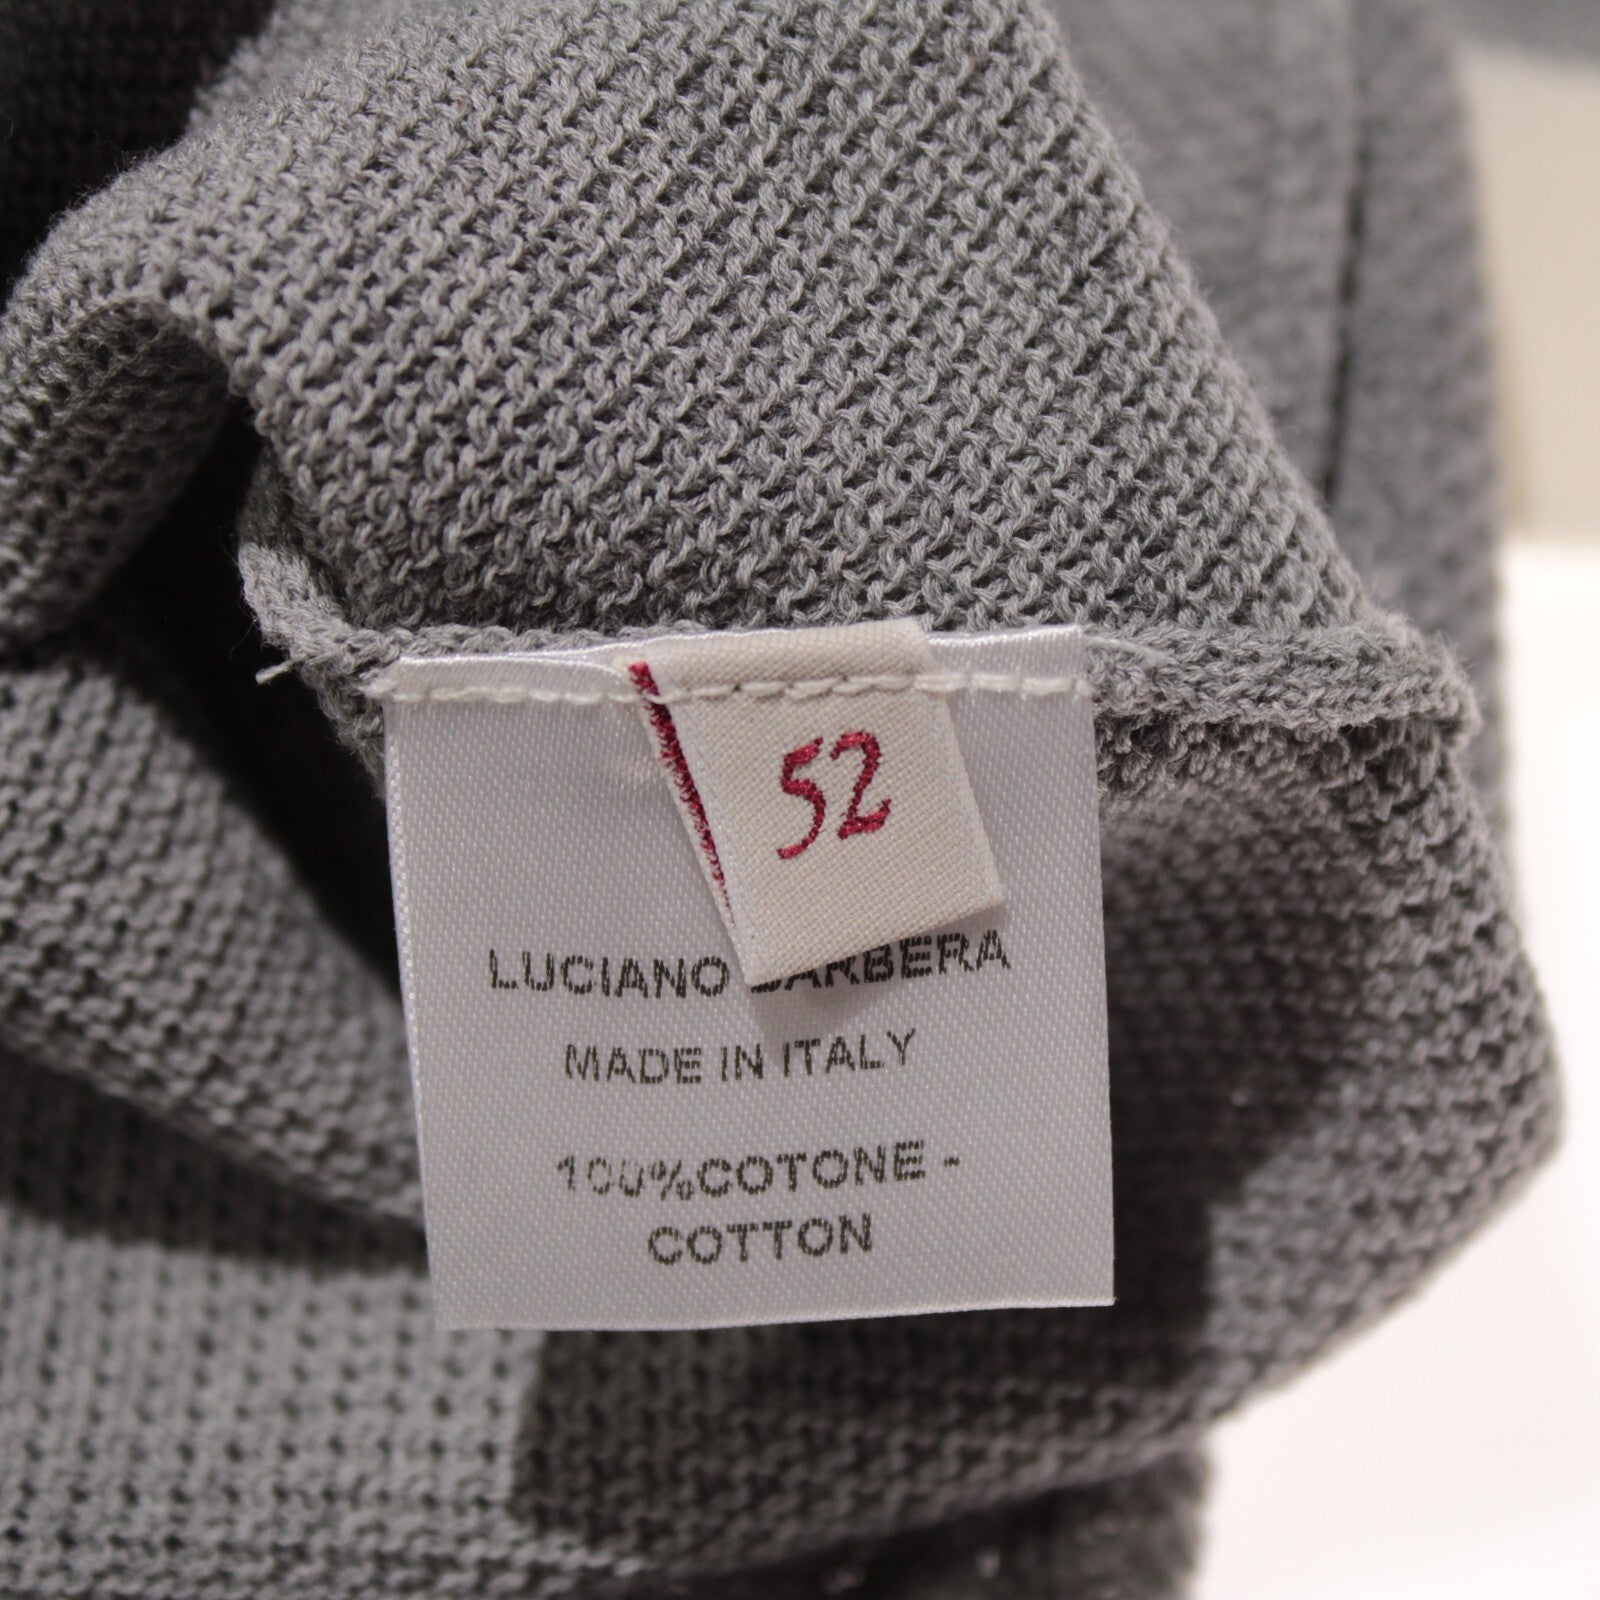 52
LUCIANO BARBERA
MADE IN ITALY
100%COTONE -
COTTON